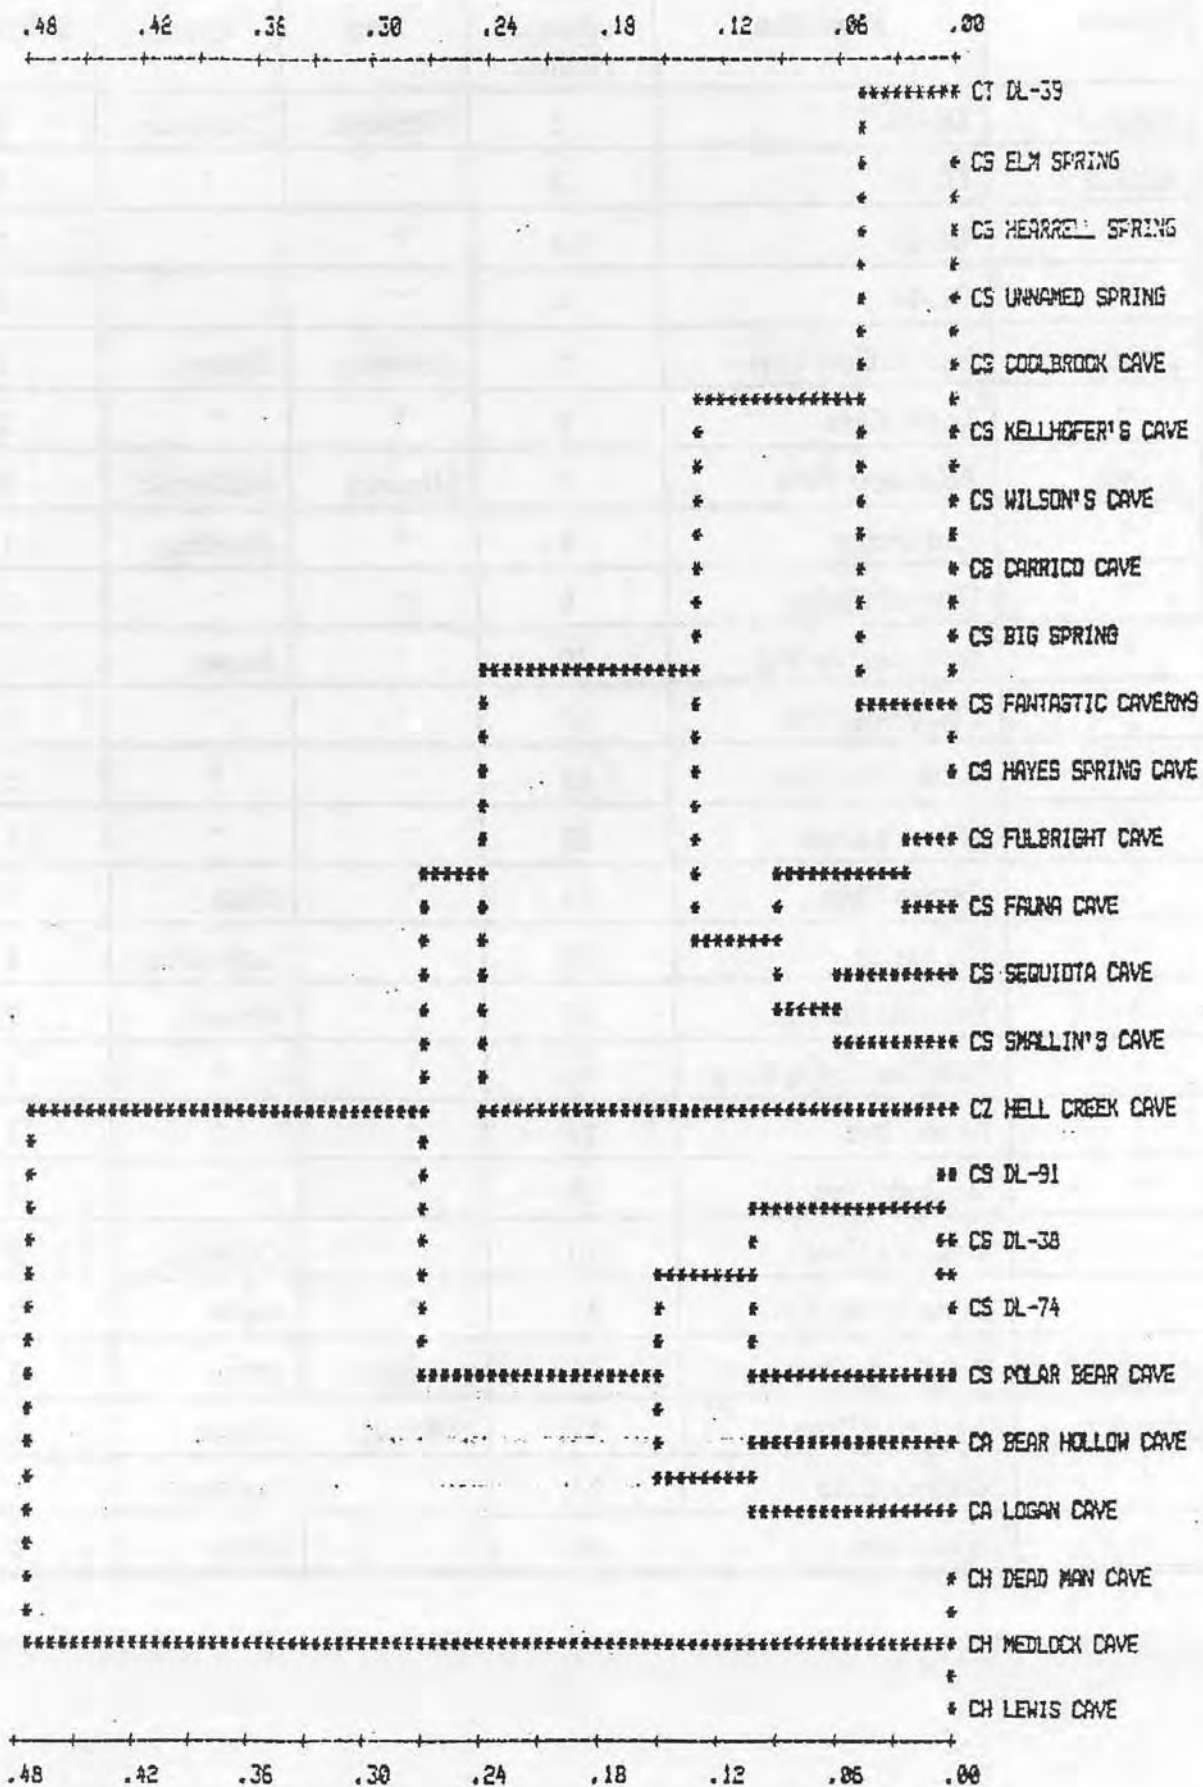 .48 .42 .36 .30 .24 .18 .12 .06 .00
CT DL-39
CS ELM SPRING
CS HEARRELL SPRING
CS UNNAMED SPRING
CS COOLBROOK CAVE
CS KELLHOFER'S CAVE
CS WILSON'S CAVE
CS CARRICO CAVE
CS BIG SPRING
CS FANTASTIC CAVERNS
CS HAYES SPRING CAVE
CS FULBRIGHT CAVE
CS FAUNA CAVE
CS SEQUIOTA CAVE
CS SMALLIN'S CAVE
CZ HELL CREEK CAVE
CS DL-91
CS DL-38
CS DL-74
CS POLAR BEAR CAVE
CA BEAR HOLLOW CAVE
CA LOGAN CAVE
CH DEAD MAN CAVE
CH MEDLOCK CAVE
CH LEWIS CAVE
.48 .42 .36 .30 .24 .18 .12 .06 .00